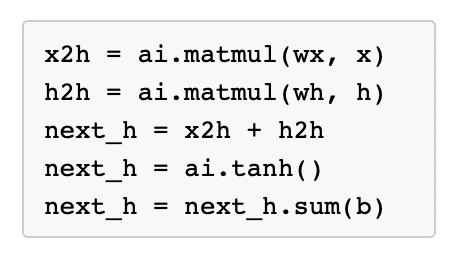 x2h = ai.matmul(wx, x)
h2h = ai.matmul(wh, h)
next_h = x2h + h2h
next_h = ai.tanh()
next_h = next_h.sum(b)